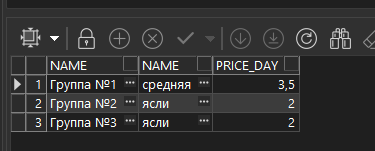 NAME NAME PRICE_DAY
1 Группа №1 ... средняя ... 3,5
2 Группа №2 ... ясли ... 2
3 Группа №3 ... ясли ... 2